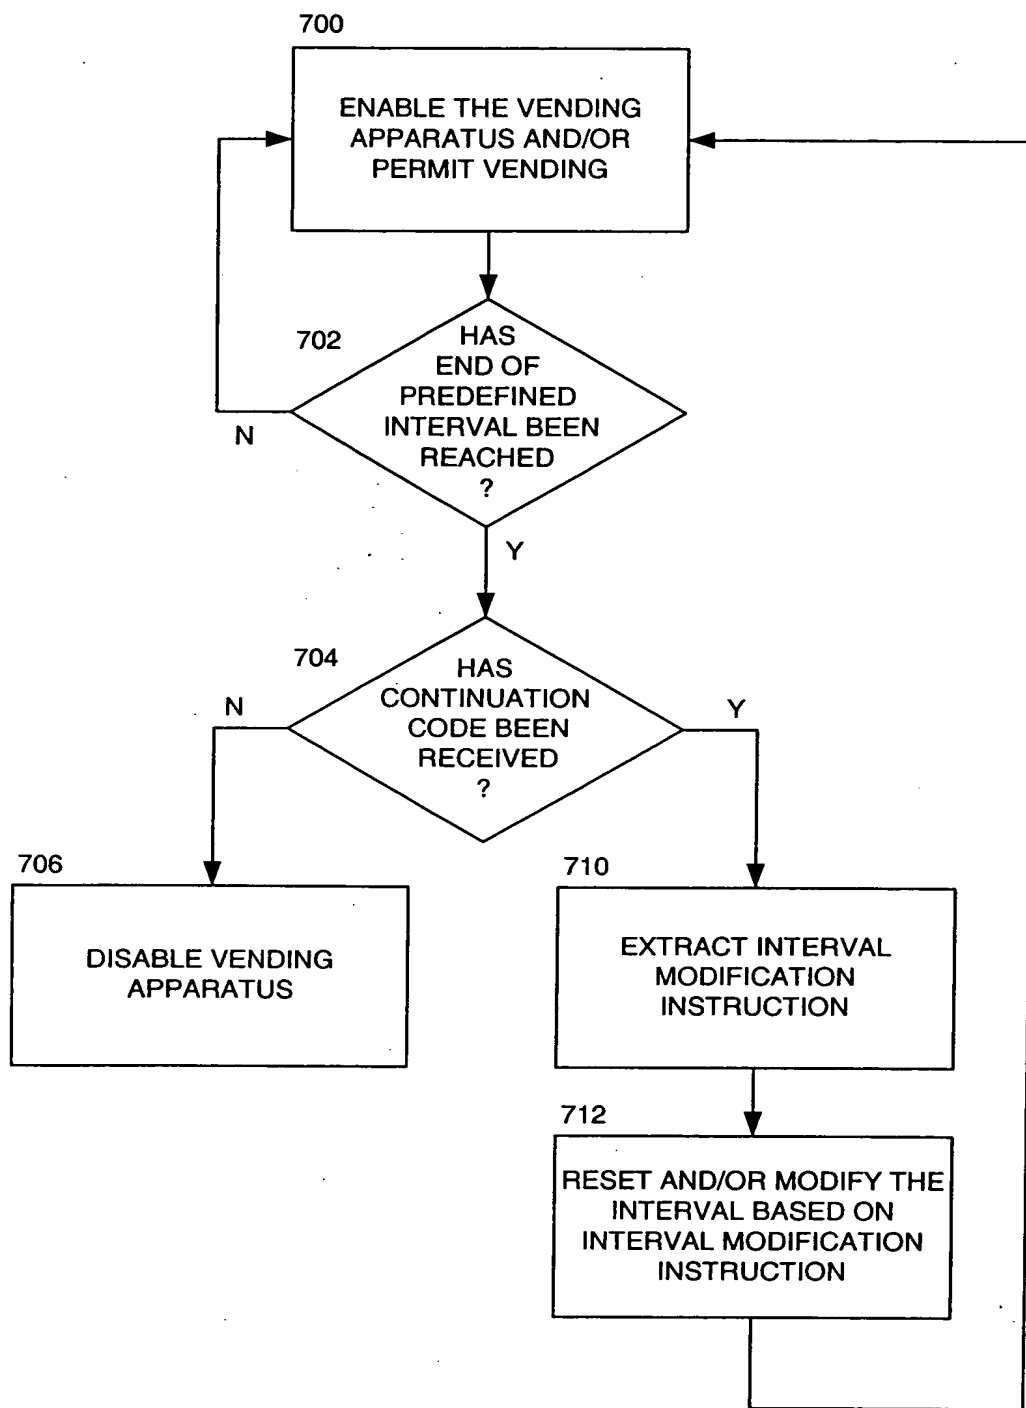 700
ENABLE THE VENDING
APPARATUS AND/OR
PERMIT VENDING
702
HAS
END OF
PREDEFINED
INTERVAL BEEN
REACHED
?
N
Y
704
HAS
CONTINUATION
CODE BEEN
RECEIVED
?
N
Y
706
DISABLE VENDING
APPARATUS
710
EXTRACT INTERVAL
MODIFICATION
INSTRUCTION
712
RESET AND/OR MODIFY THE
INTERVAL BASED ON
INTERVAL MODIFICATION
INSTRUCTION